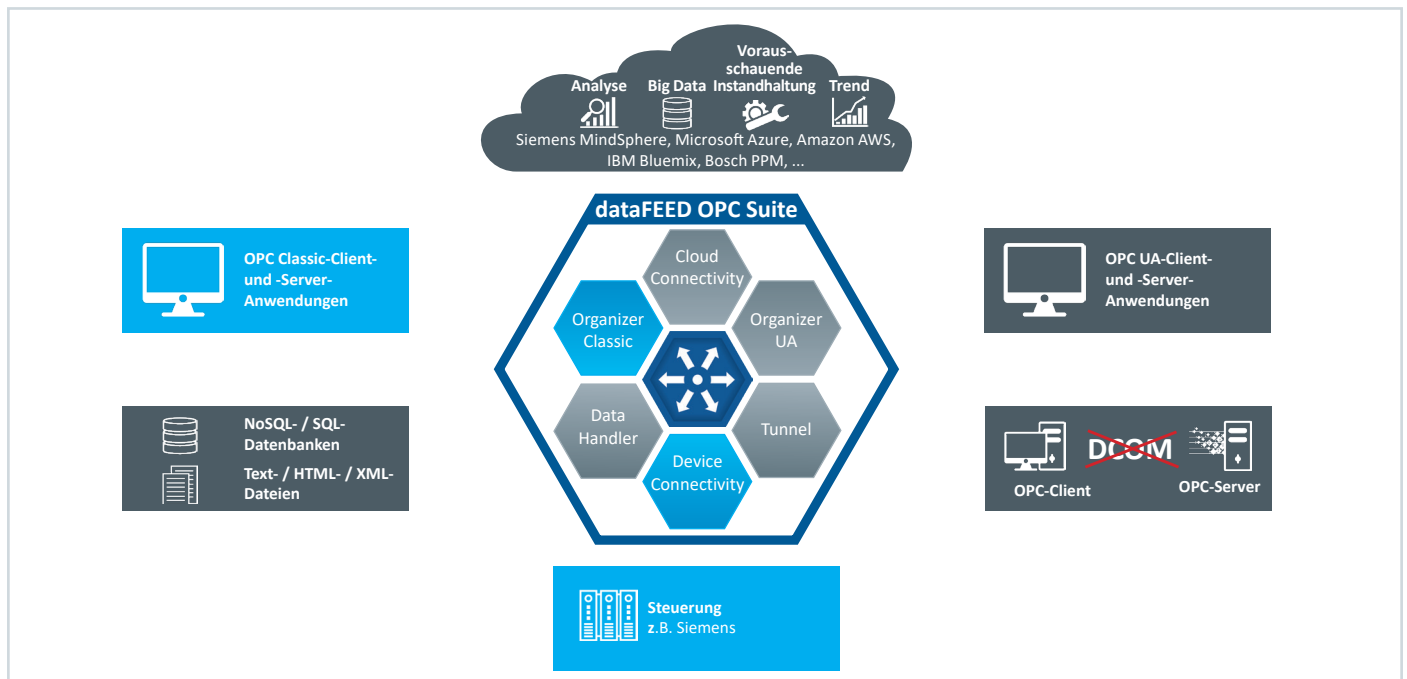 Voraus-
schauende
Analyse Big Data Instandhaltung Trend
Siemens MindSphere, Microsoft Azure, Amazon AWS,
IBM Bluemix, Bosch PPM, ...
dataFEED OPC Suite
Cloud
Connectivity
Organizer
Classic
Organizer
UA
Data
Handler
Tunnel
Device
Connectivity
OPC Classic-Client-
und -Server-
Anwendungen
OPC UA-Client-
und -Server-
Anwendungen
NoSQL- / SQL-
Datenbanken
Text- / HTML- / XML-
Dateien
DCOM
OPC-Client
OPC-Server
Steuerung
z.B. Siemens